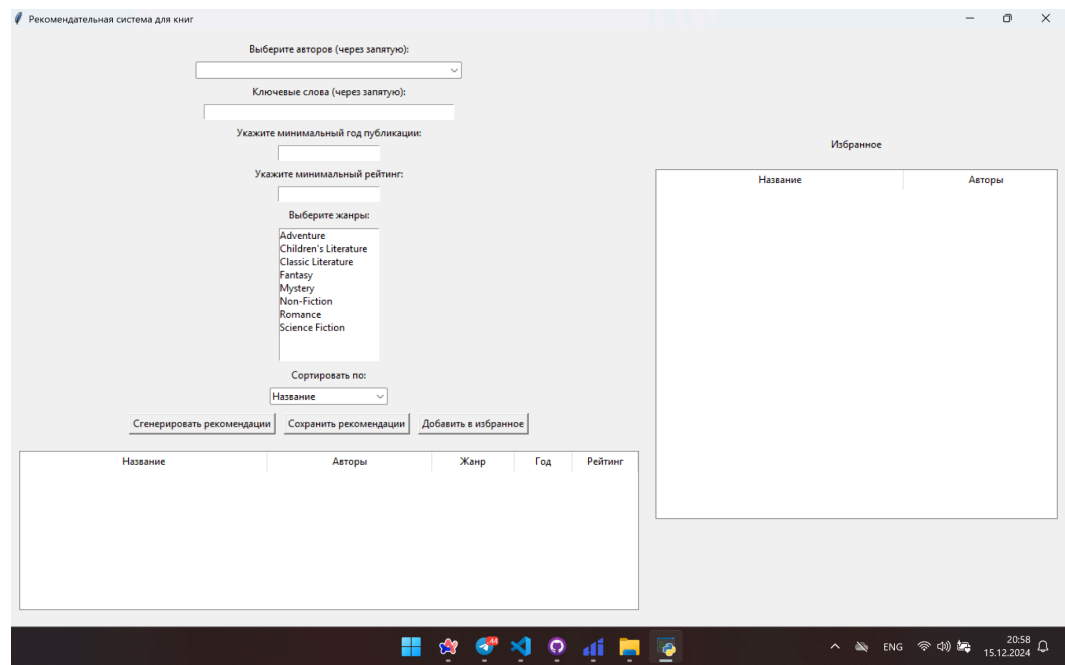 Рекомендательная система для книг
Выберите авторов (через запятую):
Ключевые слова (через запятую):
Укажите минимальный год публикации:
Укажите минимальный рейтинг:
Выберите жанры:
Adventure
Children's Literature
Classic Literature
Fantasy
Mystery
Non-Fiction
Romance
Science Fiction
Сортировать по:
Название
Сгенерировать рекомендации Сохранить рекомендации Добавить в избранное
Название Авторы Жанр Год Рейтинг
Избранное
Название Авторы
44
ENG
20:58
15.12.2024